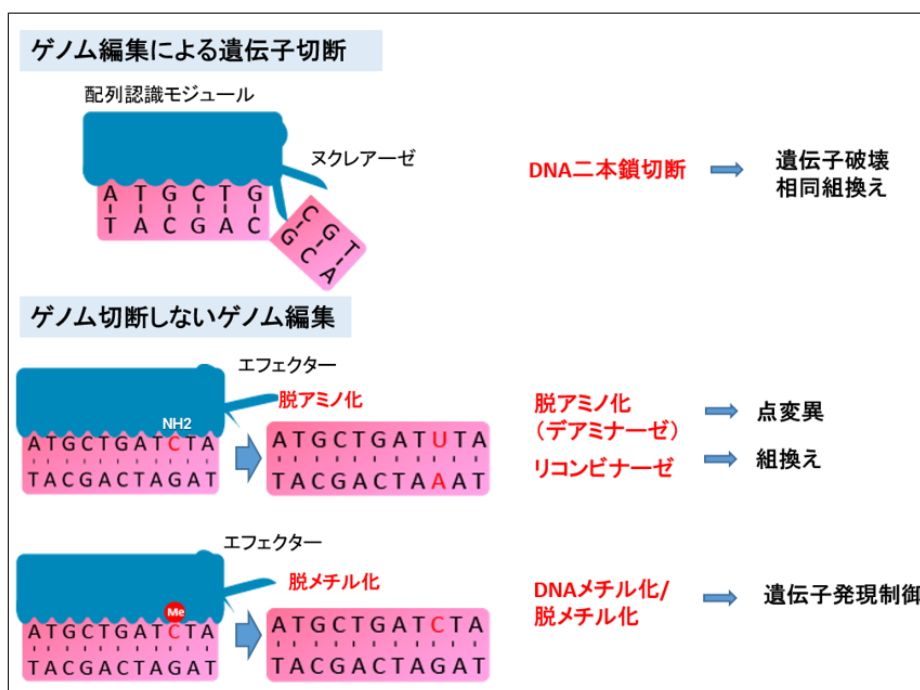 ゲノム編集による遺伝子切断
配列認識モジュール
ヌクレアーゼ
A T G C T G
T A C G A C
C G T
G C A
DNA二本鎖切断
遺伝子破壊
相同組換え
ゲノム切断しないゲノム編集
エフェクター
脱アミノ化
NH2
ATGCTGATCTA
TACGACTAGAT
ATGCTGATUTA
TACGACTAAAT
脱アミノ化
(デアミナーゼ)
点変異
リコンビナーゼ
組換え
エフェクター
脱メチル化
Me
ATGCTGATCTA
TACGACTAGAT
ATGCTGATCTA
TACGACTAGAT
DNAメチル化/
脱メチル化
遺伝子発現制御